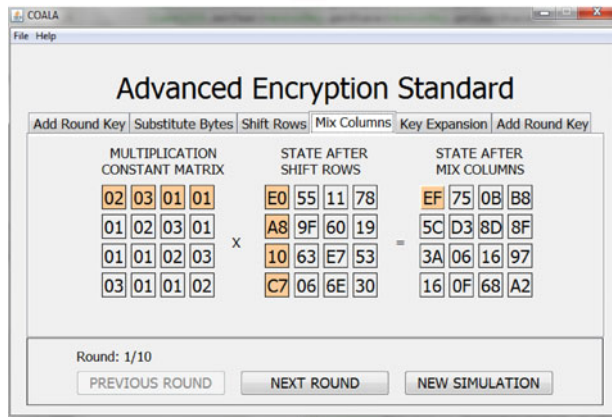 COALA
File Help
Advanced Encryption Standard
Add Round Key Substitute Bytes Shift Rows Mix Columns Key Expansion Add Round Key
MULTIPLICATION CONSTANT MATRIX
STATE AFTER SHIFT ROWS
STATE AFTER MIX COLUMNS
02 03 01 01 E0 55 11 78 EF 75 0B B8
01 02 03 01 A8 9F 60 19 5C D3 8D 8F
x =
01 01 02 03 10 63 E7 53 3A 06 16 97
03 01 01 02 C7 06 6E 30 16 0F 68 A2
Round: 1/10
PREVIOUS ROUND NEXT ROUND NEW SIMULATION